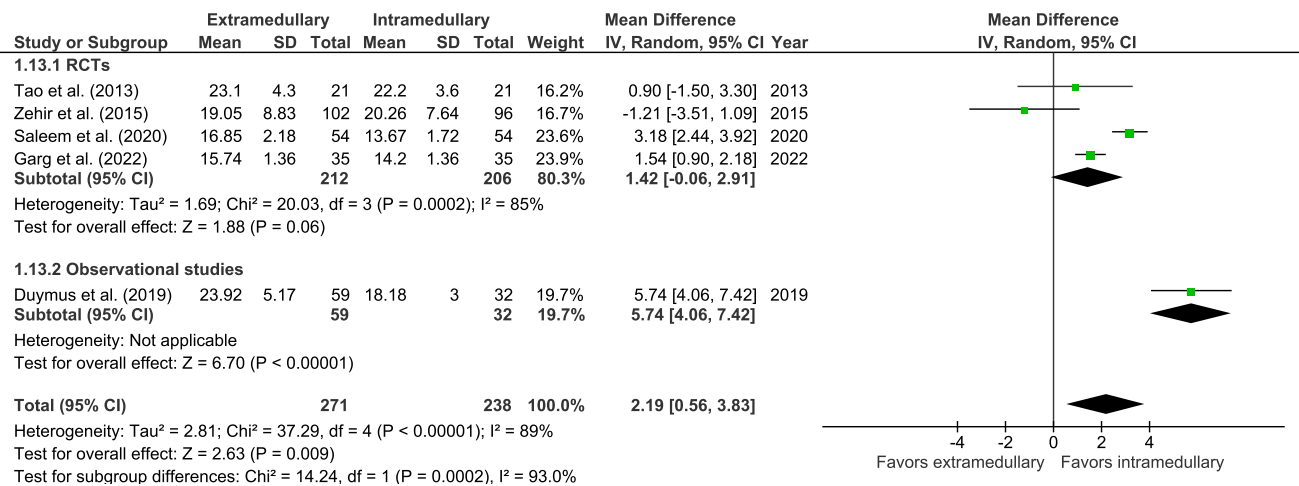 Extramedullary Intramedullary Mean Difference Mean Difference
Study or Subgroup Mean SD Total Mean SD Total Weight IV, Random, 95% CI Year IV, Random, 95% CI
1.13.1 RCTs
Tao et al. (2013) 23.1 4.3 21 22.2 3.6 21 16.2% 0.90 [-1.50, 3.30] 2013
Zehir et al. (2015) 19.05 8.83 102 20.26 7.64 96 16.7% -1.21 [-3.51, 1.09] 2015
Saleem et al. (2020) 16.85 2.18 54 13.67 1.72 54 23.6% 3.18 [2.44, 3.92] 2020
Garg et al. (2022) 15.74 1.36 35 14.2 1.36 35 23.9% 1.54 [0.90, 2.18] 2022
Subtotal (95% CI) 212 206 80.3% 1.42 [-0.06, 2.91]
Heterogeneity: Tau² = 1.69; Chi² = 20.03, df = 3 (P = 0.0002); I² = 85%
Test for overall effect: Z = 1.88 (P = 0.06)
1.13.2 Observational studies
Duymus et al. (2019) 23.92 5.17 59 18.18 3 32 19.7% 5.74 [4.06, 7.42] 2019
Subtotal (95% CI) 59 32 19.7% 5.74 [4.06, 7.42]
Heterogeneity: Not applicable
Test for overall effect: Z = 6.70 (P < 0.00001)
Total (95% CI) 271 238 100.0% 2.19 [0.56, 3.83]
Heterogeneity: Tau² = 2.81; Chi² = 37.29, df = 4 (P < 0.00001); I² = 89%
Test for overall effect: Z = 2.63 (P = 0.009)
Test for subgroup differences: Chi² = 14.24, df = 1 (P = 0.0002), I² = 93.0%
-4 -2 0 2 4
Favors extramedullary Favors intramedullary